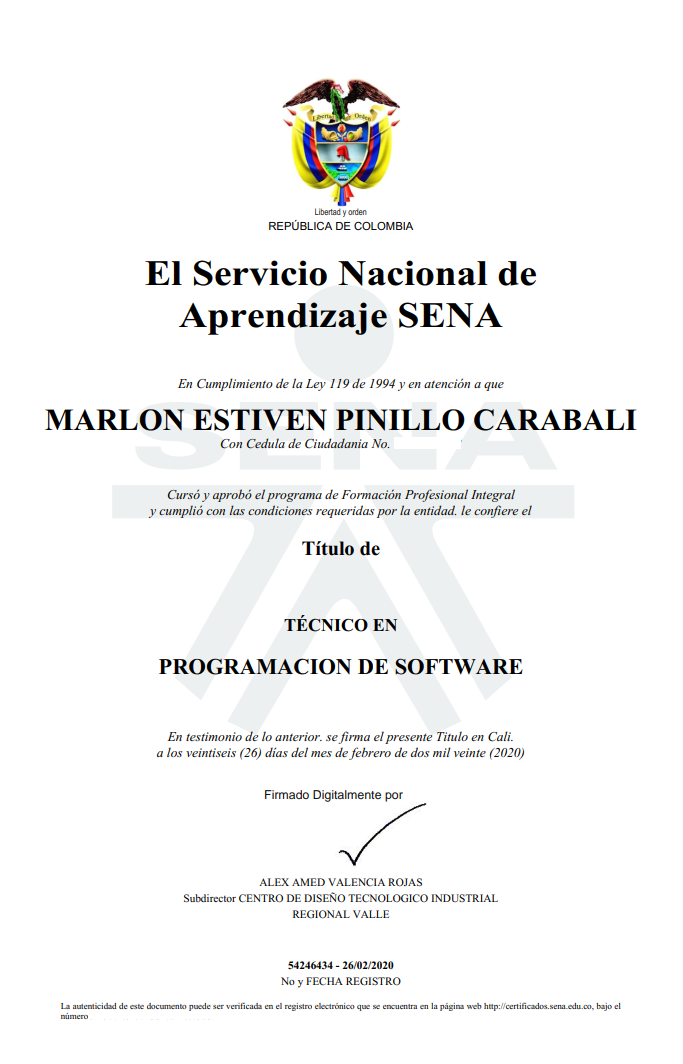 Libertad y Orden
Libertad y orden
REPÚBLICA DE COLOMBIA
El Servicio Nacional de
Aprendizaje SENA
En Cumplimiento de la Ley 119 de 1994 y en atención a que
MARLON ESTIVEN PINILLO CARABALI
Con Cedula de Ciudadania No.
SENA
Cursó y aprobó el programa de Formación Profesional Integral
y cumplió con las condiciones requeridas por la entidad. le confiere el
Título de
TÉCNICO EN
PROGRAMACION DE SOFTWARE
En testimonio de lo anterior. se firma el presente Titulo en Cali.
a los veintiseis (26) días del mes de febrero de dos mil veinte (2020)
Firmado Digitalmente por
ALEX AMED VALENCIA ROJAS
Subdirector CENTRO DE DISEÑO TECNOLOGICO INDUSTRIAL
REGIONAL VALLE
54246434 - 26/02/2020
No y FECHA REGISTRO
La autenticidad de este documento puede ser verificada en el registro electrónico que se encuentra en la página web http://certificados.sena.edu.co, bajo el
número